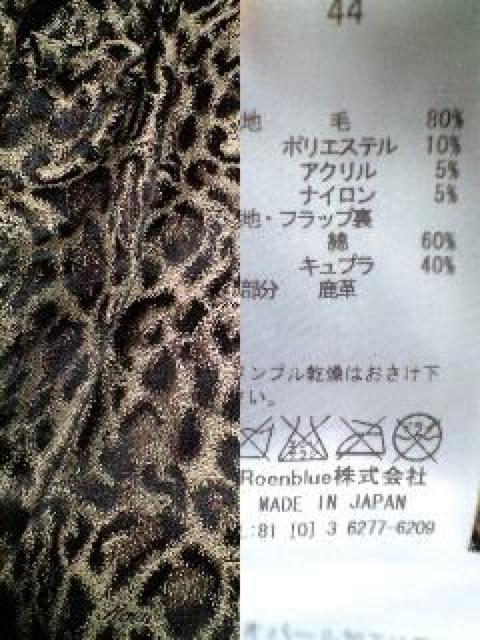 44
地 毛 80%
ポリエステル 10%
アクリル 5%
ナイロン 5%
地・フラップ裏
綿 60%
キュプラ 40%
部分 鹿革
ンブル乾燥はおさけ下
い。
Roenblue株式会社
MADE IN JAPAN
:81 [0] 3 6277-6209